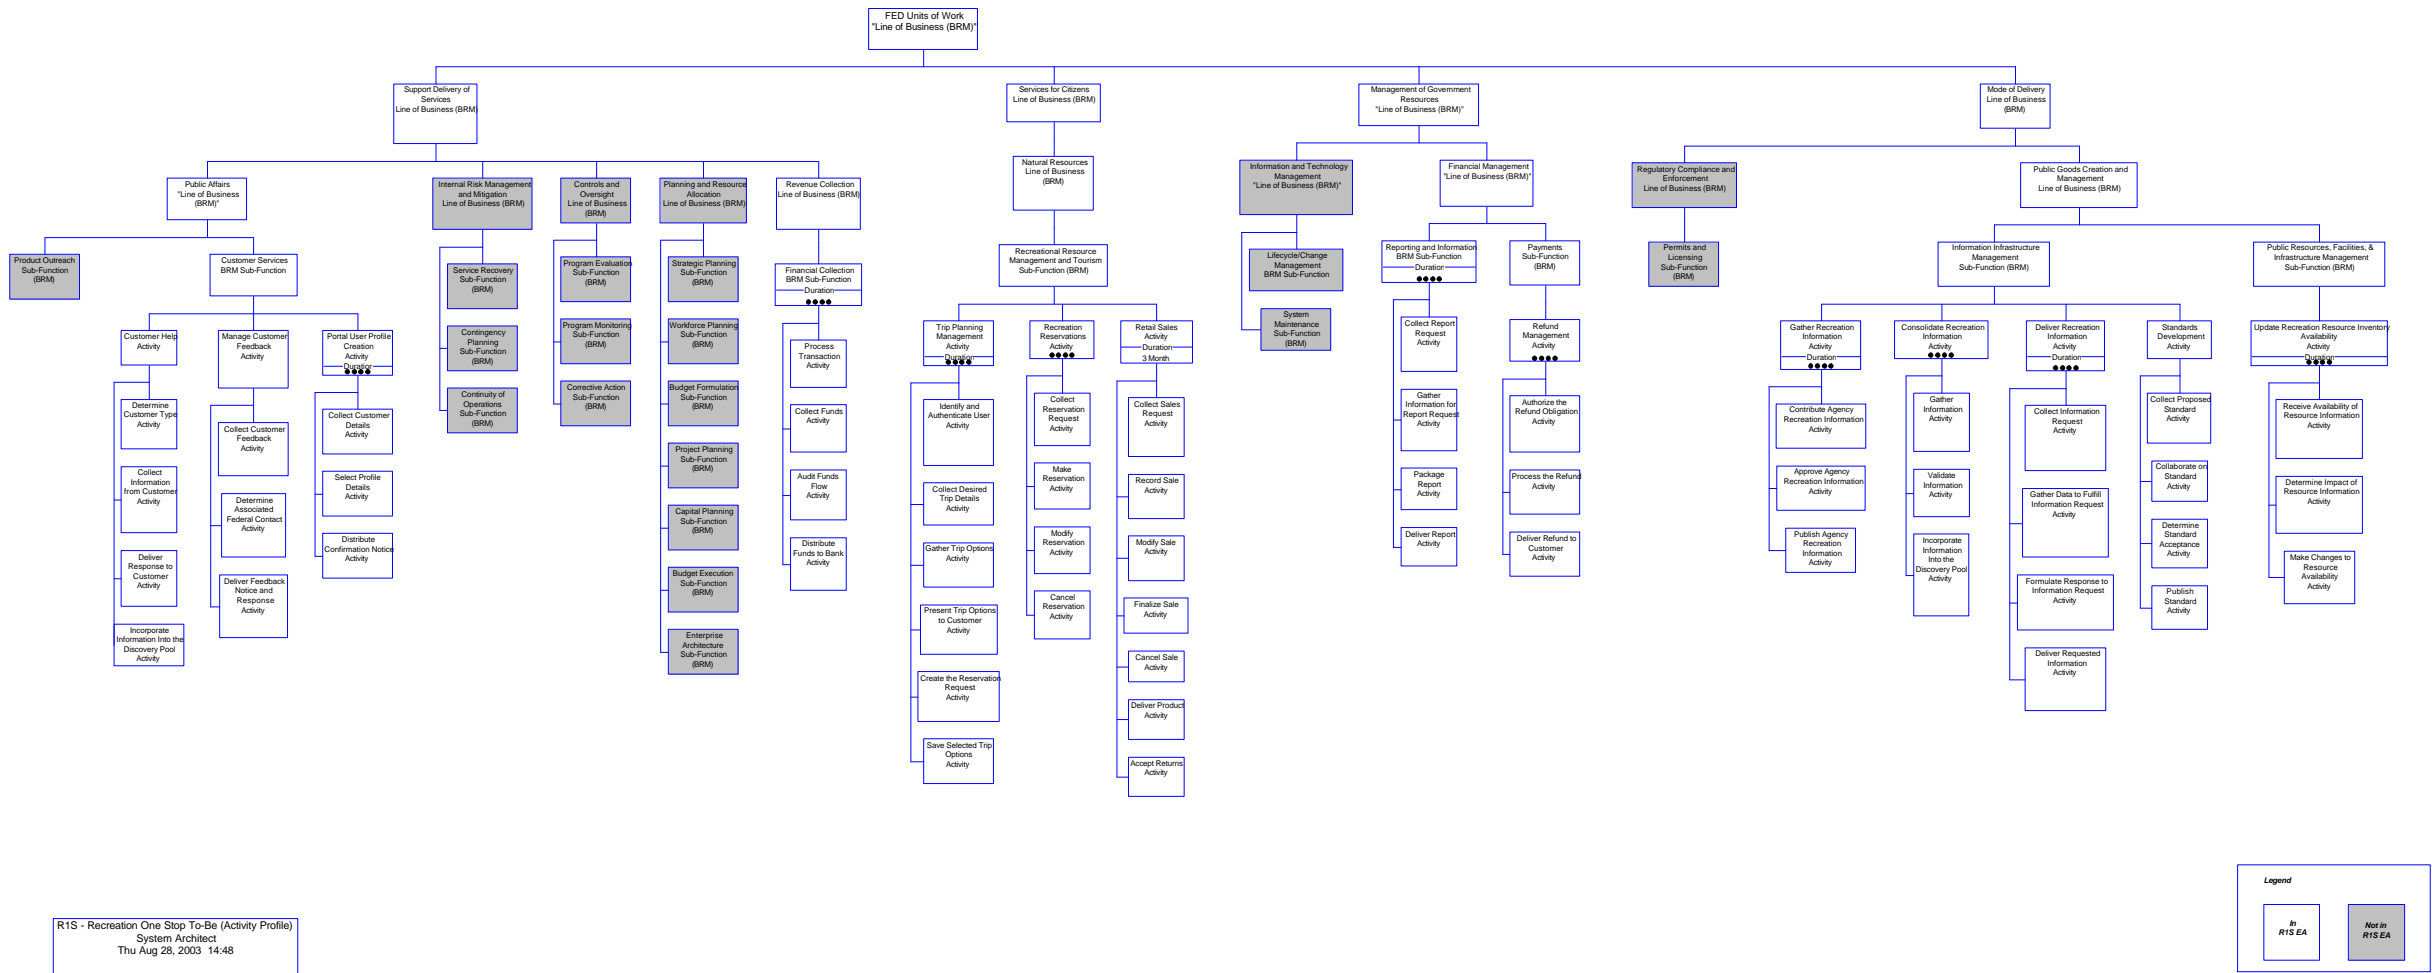 FED Units of Work
"Line of Business (BRM)"
Support Delivery of
Services
Line of Business (BRM)
Services for Citizens
Line of Business (BRM)
Management of Government
Resources
"Line of Business (BRM)"
Mode of Delivery
Line of Business
(BRM)
Public Affairs
"Line of Business
(BRM)"
Internal Risk Management
and Mitigation
Line of Business (BRM)
Controls and
Oversight
Line of Business
(BRM)
Planning and Resource
Allocation
Line of Business (BRM)
Revenue Collection
Line of Business (BRM)
Natural Resources
Line of Business
(BRM)
Information and Technology
Management
"Line of Business (BRM)"
Financial Management
"Line of Business (BRM)"
Regulatory Compliance and
Enforcement
Line of Business (BRM)
Public Goods Creation and
Management
Line of Business (BRM)
Product Outreach
Sub-Function
(BRM)
Customer Services
BRM Sub-Function
Service Recovery
Sub-Function
(BRM)
Contingency
Planning
Sub-Function
(BRM)
Continuity of
Operations
Sub-Function
(BRM)
Program Evaluation
Sub-Function
(BRM)
Program Monitoring
Sub-Function
(BRM)
Corrective Action
Sub-Function
(BRM)
Strategic Planning
Sub-Function
(BRM)
Workforce Planning
Sub-Function
(BRM)
Budget Formulation
Sub-Function
(BRM)
Project Planning
Sub-Function
(BRM)
Capital Planning
Sub-Function
(BRM)
Budget Execution
Sub-Function
(BRM)
Enterprise
Architecture
Sub-Function
(BRM)
Financial Collection
BRM Sub-Function
Duration
Process
Transaction
Activity
Collect Funds
Activity
Audit Funds
Flow
Activity
Distribute
Funds to Bank
Activity
Customer Help
Activity
Determine
Customer Type
Activity
Collect
Information
from Customer
Activity
Deliver
Response to
Customer
Activity
Incorporate
Information Into the
Discovery Pool
Activity
Manage Customer
Feedback
Activity
Collect Customer
Feedback
Activity
Determine
Associated
Federal Contact
Activity
Deliver Feedback
Notice and
Response
Activity
Portal User Profile
Creation
Activity
Duration
Collect Customer
Details
Activity
Select Profile
Details
Activity
Distribute
Confirmation Notice
Activity
Recreational Resource
Management and Tourism
Sub-Function (BRM)
Trip Planning
Management
Activity
Duration
Identify and
Authenticate User
Activity
Collect Desired
Trip Details
Activity
Gather Trip Options
Activity
Present Trip Options
to Customer
Activity
Create the Reservation
Request
Activity
Save Selected Trip
Options
Activity
Recreation
Reservations
Activity
Collect
Reservation
Request
Activity
Make
Reservation
Activity
Modify
Reservation
Activity
Cancel
Reservation
Activity
Retail Sales
Activity
Duration
3 Month
Collect Sales
Request
Activity
Record Sale
Activity
Modify Sale
Activity
Finalize Sale
Activity
Cancel Sale
Activity
Deliver Product
Activity
Accept Returns
Activity
Lifecycle/Change
Management
BRM Sub-Function
System
Maintenance
Sub-Function
(BRM)
Reporting and Information
BRM Sub-Function
Duration
Collect Report
Request
Activity
Gather
Information for
Report Request
Activity
Package
Report
Activity
Deliver Report
Activity
Payments
Sub-Function
(BRM)
Refund
Management
Activity
Authorize the
Refund Obligation
Activity
Process the Refund
Activity
Deliver Refund to
Customer
Activity
Permits and
Licensing
Sub-Function
(BRM)
Information Infrastructure
Management
Sub-Function (BRM)
Public Resources, Facilities, &
Infrastructure Management
Sub-Function (BRM)
Gather Recreation
Information
Activity
Duration
Contribute Agency
Recreation Information
Activity
Approve Agency
Recreation Information
Activity
Publish Agency
Recreation
Information
Activity
Consolidate Recreation
Information
Activity
Gather
Information
Activity
Validate
Information
Activity
Incorporate
Information
Into the
Discovery Pool
Activity
Deliver Recreation
Information
Activity
Duration
Collect Information
Request
Activity
Gather Data to Fulfill
Information Request
Activity
Formulate Response to
Information Request
Activity
Deliver Requested
Information
Activity
Standards
Development
Activity
Collect Proposed
Standard
Activity
Collaborate on
Standard
Activity
Determine
Standard
Acceptance
Activity
Publish
Standard
Activity
Update Recreation Resource Inventory
Availability
Activity
Duration
Receive Availability of
Resource Information
Activity
Determine Impact of
Resource Information
Activity
Make Changes to
Resource
Availability
Activity
Legend
In
R1S EA
Not in
R1S EA
R1S - Recreation One Stop To-Be (Activity Profile)
System Architect
Thu Aug 28, 2003 14:48